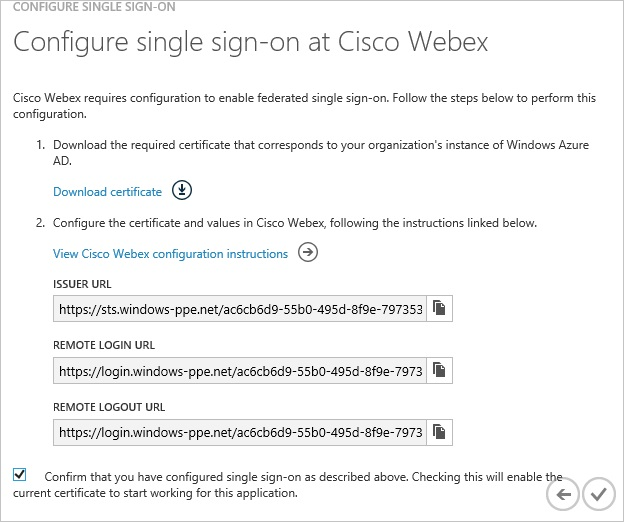 CONFIGURE SINGLE SIGN-ON
Configure single sign-on at Cisco Webex
Cisco Webex requires configuration to enable federated single sign-on. Follow the steps below to perform this
configuration.
1. Download the required certificate that corresponds to your organization's instance of Windows Azure
AD.
Download certificate
2. Configure the certificate and values in Cisco Webex, following the instructions linked below.
View Cisco Webex configuration instructions
ISSUER URL
https://sts.windows-ppe.net/ac6cb6d9-55b0-495d-8f9e-797353
REMOTE LOGIN URL
https://login.windows-ppe.net/ac6cb6d9-55b0-495d-8f9e-7973
REMOTE LOGOUT URL
https://login.windows-ppe.net/ac6cb6d9-55b0-495d-8f9e-7973
Confirm that you have configured single sign-on as described above. Checking this will enable the
current certificate to start working for this application.